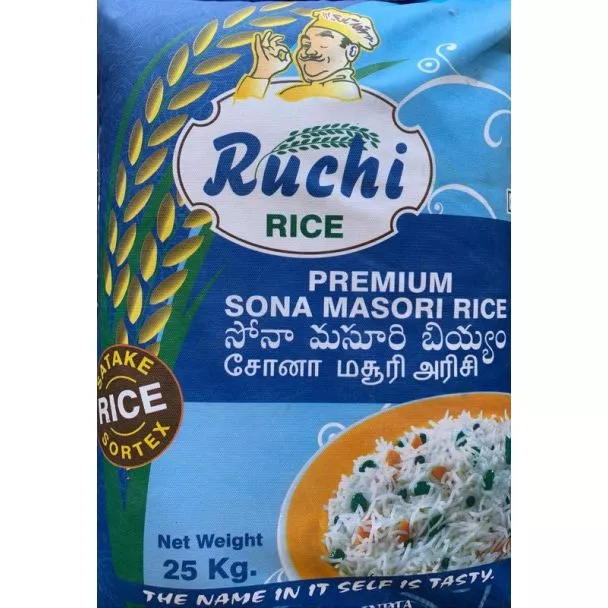 Ruchi
RICE
PREMIUM
SONA MASORI RICE
సోనా మసూరి బియ్యం
சோனா மசூரி அரிசி
SATAKE
RICE
SORTEX
Net Weight
25 Kg.
THE NAME IN IT SELF IS TASTY.
INDIA